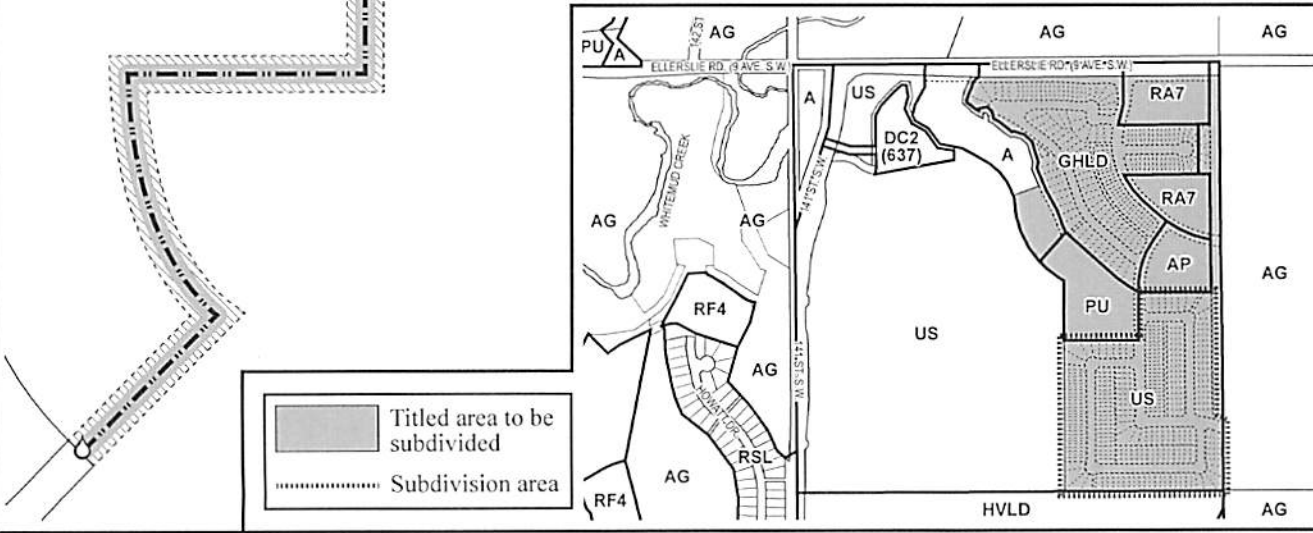 PU
A
142 ST
AG
AG
AG
ELLERSLIE RD. (9 AVE. S.W.)
ELLERSLIE RD. (9 AVE. S.W.)
A
US
RA7
DC2
(637)
A
GHLD
WHITEMUD CREEK
141 ST. S.W.
AG
AG
RA7
AP
AG
PU
RF4
US
141 ST. S.W.
AG
US
HOWATT DR.
RSL
AG
RF4
HVLD
AG
Titled area to be
subdivided
Subdivision area